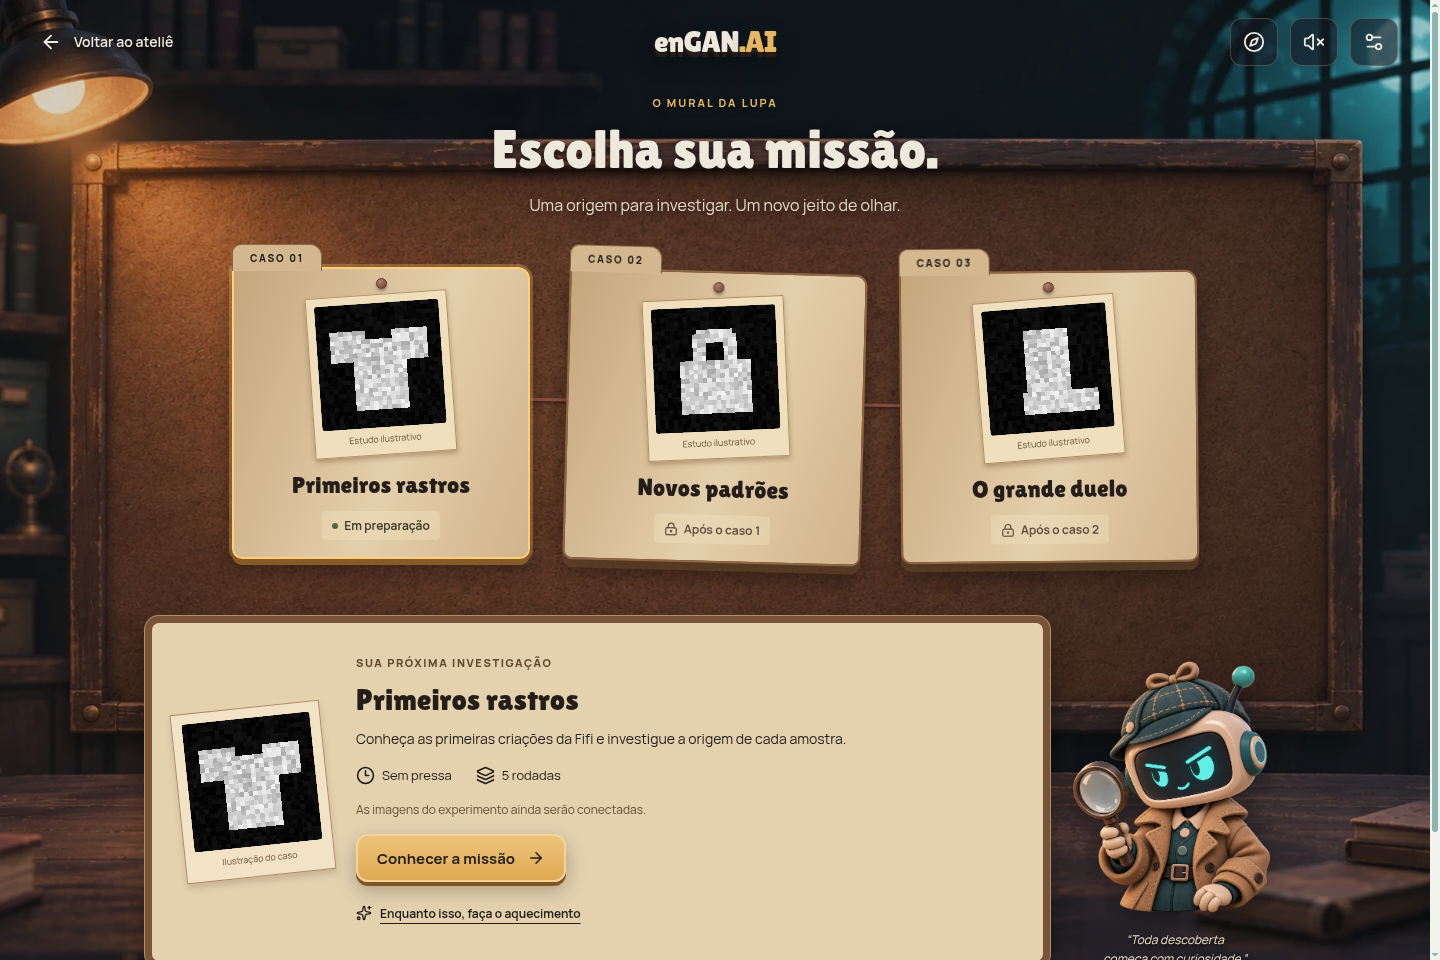 Voltar ao ateliê
enGAN.AI
O MURAL DA LUPA
Escolha sua missão.
Uma origem para investigar. Um novo jeito de olhar.
CASO 01
Estudo ilustrativo
Primeiros rastros
Em preparação
CASO 02
Estudo ilustrativo
Novos padrões
Após o caso 1
CASO 03
Estudo ilustrativo
O grande duelo
Após o caso 2
Ilustração do caso
SUA PRÓXIMA INVESTIGAÇÃO
Primeiros rastros
Conheça as primeiras criações da Fifi e investigue a origem de cada amostra.
Sem pressa
5 rodadas
As imagens do experimento ainda serão conectadas.
Conhecer a missão
Enquanto isso, faça o aquecimento
“Toda descoberta
começa com curiosidade.”